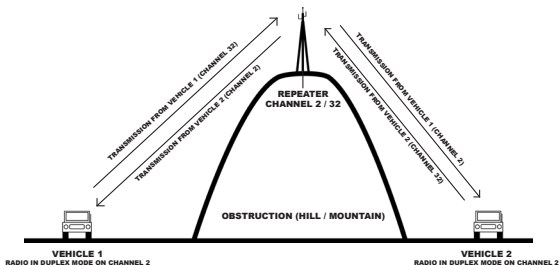 TRANSMISSION FROM VEHICLE 1 (CHANNEL 32)
TRANSMISSION FROM VEHICLE 2 (CHANNEL 2)
TRANSMISSION FROM VEHICLE 1 (CHANNEL 2)
TRANSMISSION FROM VEHICLE 2 (CHANNEL 32)
REPEATER
CHANNEL 2 / 32
OBSTRUCTION (HILL / MOUNTAIN)
VEHICLE 1
RADIO IN DUPLEX MODE ON CHANNEL 2
VEHICLE 2
RADIO IN DUPLEX MODE ON CHANNEL 2